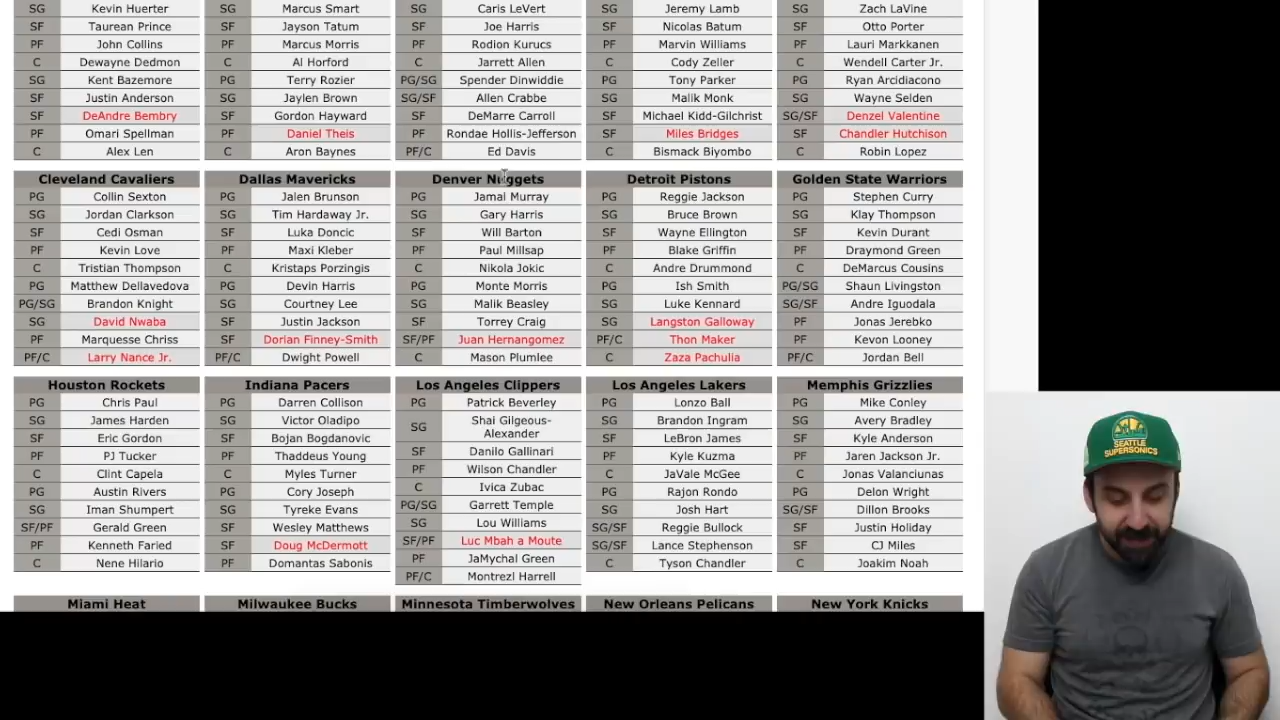 SG Kevin Huerter
SF Taurean Prince
PF John Collins
C Dewayne Dedmon
SG Kent Bazemore
SF Justin Anderson
SF DeAndre Bembry
PF Omari Spellman
C Alex Len
SG Marcus Smart
SF Jayson Tatum
PF Marcus Morris
C Al Horford
PG Terry Rozier
SG Jaylen Brown
SF Gordon Hayward
PF Daniel Theis
C Aron Baynes
SG Caris LeVert
SF Joe Harris
PF Rodion Kurucs
C Jarrett Allen
PG/SG Spender Dinwiddie
SG/SF Allen Crabbe
SF DeMarre Carroll
PF Rondae Hollis-Jefferson
PF/C Ed Davis
SG Jeremy Lamb
SF Nicolas Batum
PF Marvin Williams
C Cody Zeller
PG Tony Parker
SG Malik Monk
SF Michael Kidd-Gilchrist
SF Miles Bridges
C Bismack Biyombo
SG Zach LaVine
SF Otto Porter
PF Lauri Markkanen
C Wendell Carter Jr.
PG Ryan Arcidiacono
SG Wayne Selden
SG/SF Denzel Valentine
SF Chandler Hutchison
C Robin Lopez
Cleveland Cavaliers
PG Collin Sexton
SG Jordan Clarkson
SF Cedi Osman
PF Kevin Love
C Tristian Thompson
PG Matthew Dellavedova
PG/SG Brandon Knight
SG David Nwaba
PF Marquesse Chriss
PF/C Larry Nance Jr.
Dallas Mavericks
PG Jalen Brunson
SG Tim Hardaway Jr.
SF Luka Doncic
PF Maxi Kleber
C Kristaps Porzingis
PG Devin Harris
SG Courtney Lee
SF Justin Jackson
SF Dorian Finney-Smith
PF/C Dwight Powell
Denver Nuggets
PG Jamal Murray
SG Gary Harris
SF Will Barton
PF Paul Millsap
C Nikola Jokic
PG Monte Morris
SG Malik Beasley
SF Torrey Craig
SF/PF Juan Hernangomez
C Mason Plumlee
Detroit Pistons
PG Reggie Jackson
SG Bruce Brown
SF Wayne Ellington
PF Blake Griffin
C Andre Drummond
PG Ish Smith
SG Luke Kennard
SG Langston Galloway
PF/C Thon Maker
C Zaza Pachulia
Golden State Warriors
PG Stephen Curry
SG Klay Thompson
SF Kevin Durant
PF Draymond Green
C DeMarcus Cousins
PG/SG Shaun Livingston
SG/SF Andre Iguodala
PF Jonas Jerebko
PF Kevon Looney
PF/C Jordan Bell
Houston Rockets
PG Chris Paul
SG James Harden
SF Eric Gordon
PF PJ Tucker
C Clint Capela
PG Austin Rivers
SG Iman Shumpert
SF/PF Gerald Green
PF Kenneth Faried
C Nene Hilario
Indiana Pacers
PG Darren Collison
SG Victor Oladipo
SF Bojan Bogdanovic
PF Thaddeus Young
C Myles Turner
PG Cory Joseph
SG Tyreke Evans
SF Wesley Matthews
SF Doug McDermott
PF Domantas Sabonis
Los Angeles Clippers
PG Patrick Beverley
SG Shai Gilgeous-
Alexander
SF Danilo Gallinari
PF Wilson Chandler
C Ivica Zubac
PG/SG Garrett Temple
SG Lou Williams
SF/PF Luc Mbah a Moute
PF JaMychal Green
PF/C Montrezl Harrell
Los Angeles Lakers
PG Lonzo Ball
SG Brandon Ingram
SF LeBron James
PF Kyle Kuzma
C JaVale McGee
PG Rajon Rondo
SG Josh Hart
SG/SF Reggie Bullock
SG/SF Lance Stephenson
C Tyson Chandler
Memphis Grizzlies
PG Mike Conley
SG Avery Bradley
SF Kyle Anderson
PF Jaren Jackson Jr.
C Jonas Valanciunas
PG Delon Wright
SG/SF Dillon Brooks
SF Justin Holiday
SF CJ Miles
C Joakim Noah
Miami Heat
Milwaukee Bucks
Minnesota Timberwolves
New Orleans Pelicans
New York Knicks
SEATTLE
SUPERSONICS